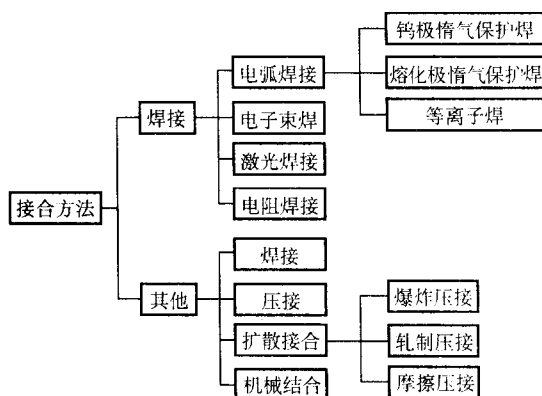 接合方法
焊接
电弧焊接
钨极惰气保护焊
熔化极惰气保护焊
等离子焊
电子束焊
激光焊接
电阻焊接
其他
焊接
压接
扩散接合
爆炸压接
轧制压接
摩擦压接
机械结合